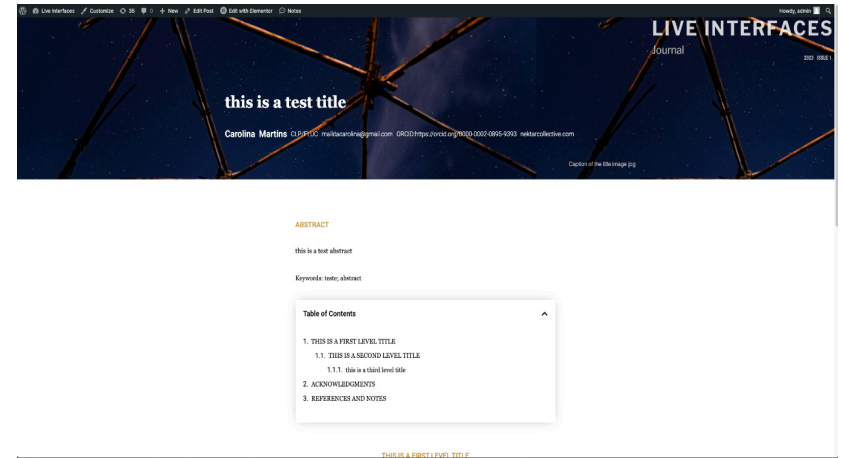 Live Interfaces Customize 35 0 New Edit Post Edit with Elementor Notes Howdy, admin
LIVE INTERFACES
Journal
2023 ISSUE 1
this is a test title
Carolina Martins CLP/FLUC maildacarolina@gmail.com ORCID:https://orcid.org/0000-0002-0895-9393 nektarcollective.com
Caption of the title image jpg
ABSTRACT
this is a test abstract
Keywords: teste; abstract
Table of Contents
1. THIS IS A FIRST LEVEL TITLE
1.1. THIS IS A SECOND LEVEL TITLE
1.1.1. this is a third level title
2. ACKNOWLEDGMENTS
3. REFERENCES AND NOTES
THIS IS A FIRST LEVEL TITLE